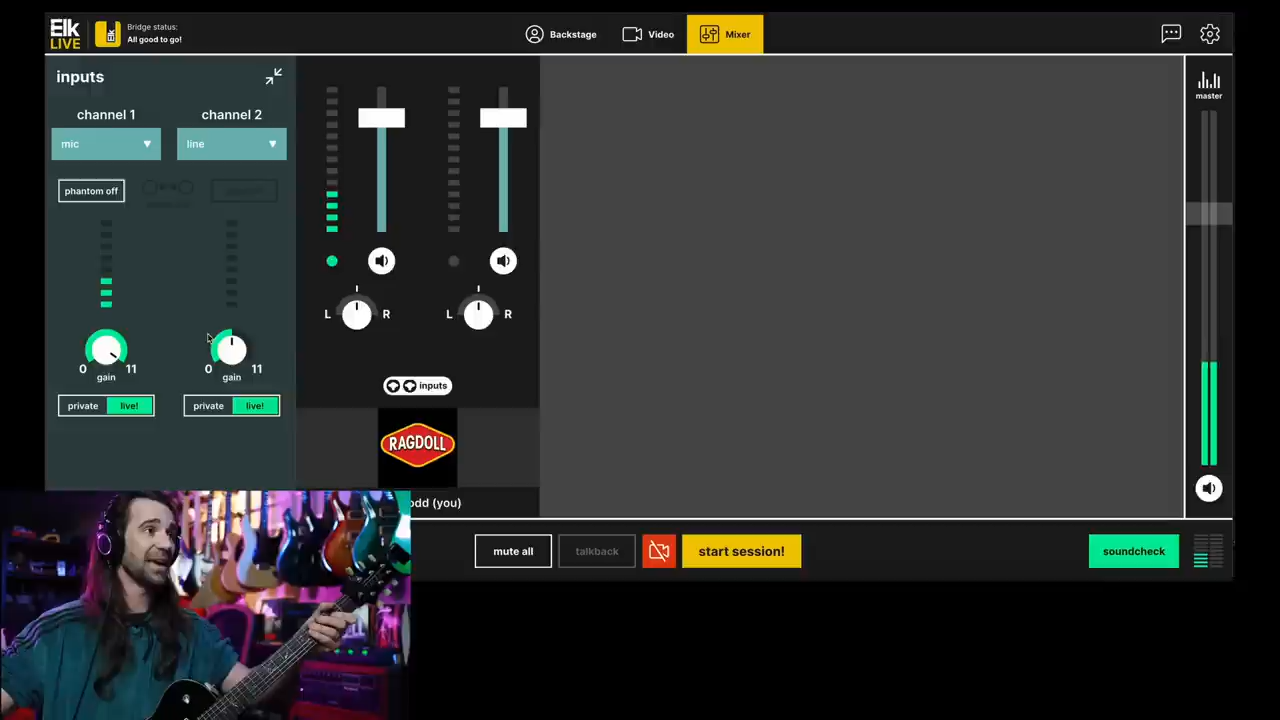 Elk
LIVE
Bridge status:
All good to go!
Backstage
Video
Mixer
inputs
channel 1
channel 2
mic
line
phantom off
0
11
gain
0
11
gain
private
live!
private
live!
L
R
L
R
inputs
RAGDOLL
odd (you)
master
mute all
talkback
start session!
soundcheck